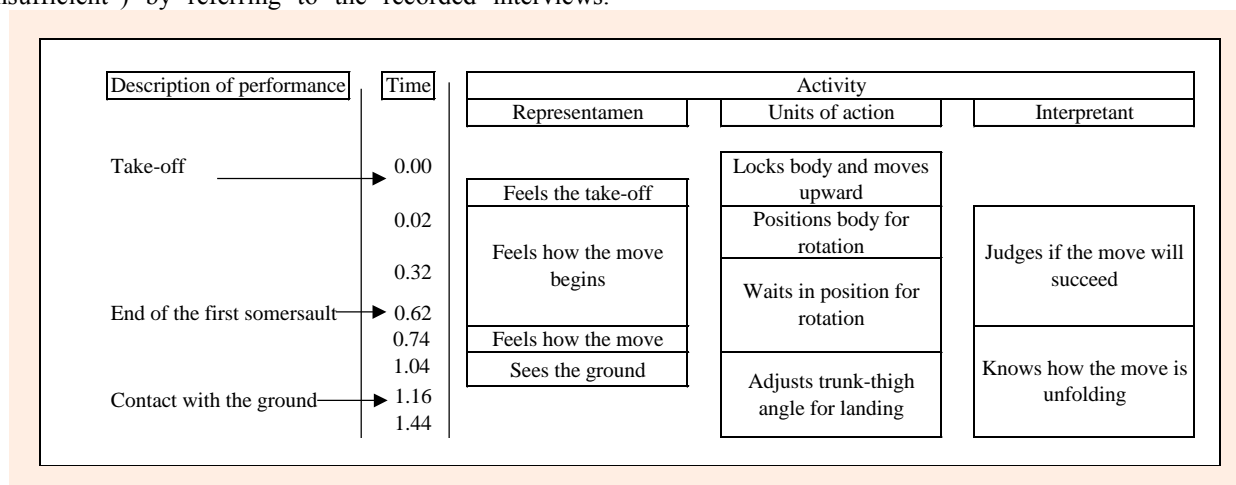 nsufficient”) by referring to the recorded interviews.
Description of performance Time Activity
Representamen Units of action Interpretant
Take-off 0.00 Locks body and moves
upward
Feels the take-off
0.02 Positions body for
rotation
Feels how the move
begins
Judges if the move will
succeed
0.32
Waits in position for
rotation
End of the first somersault 0.62
0.74 Feels how the move
1.04 Sees the ground
Knows how the move is
unfolding
Adjusts trunk-thigh
angle for landing
Contact with the ground 1.16
1.44